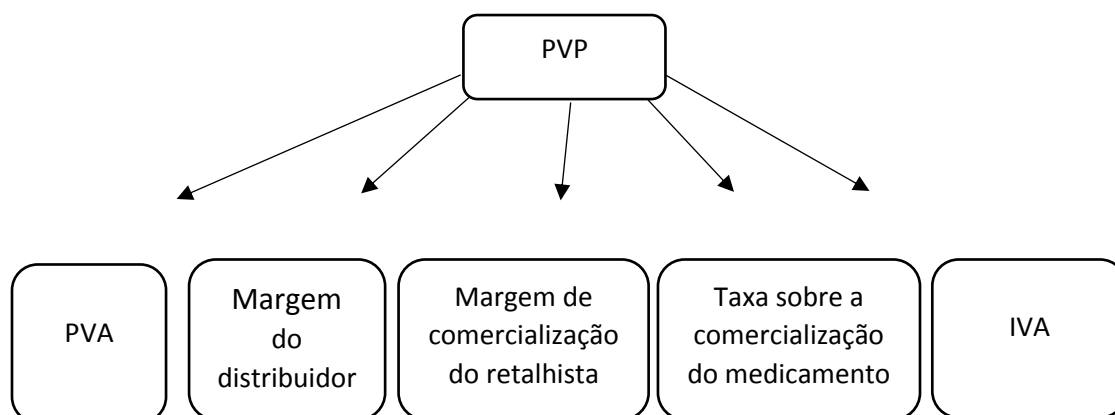 PVP
PVA
Margem
do
distribuidor
Margem de
comercialização
do retalhista
Taxa sobre a
comercialização
do medicamento
IVA